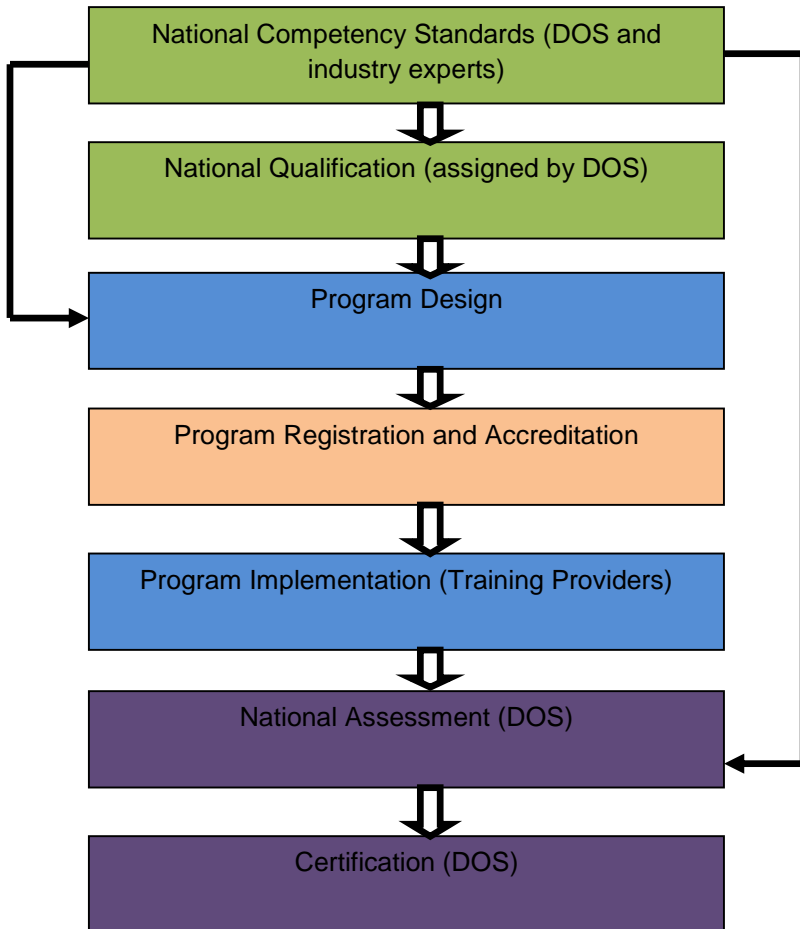 National Competency Standards (DOS and
industry experts)
National Qualification (assigned by DOS)
Program Design
Program Registration and Accreditation
Program Implementation (Training Providers)
National Assessment (DOS)
Certification (DOS)